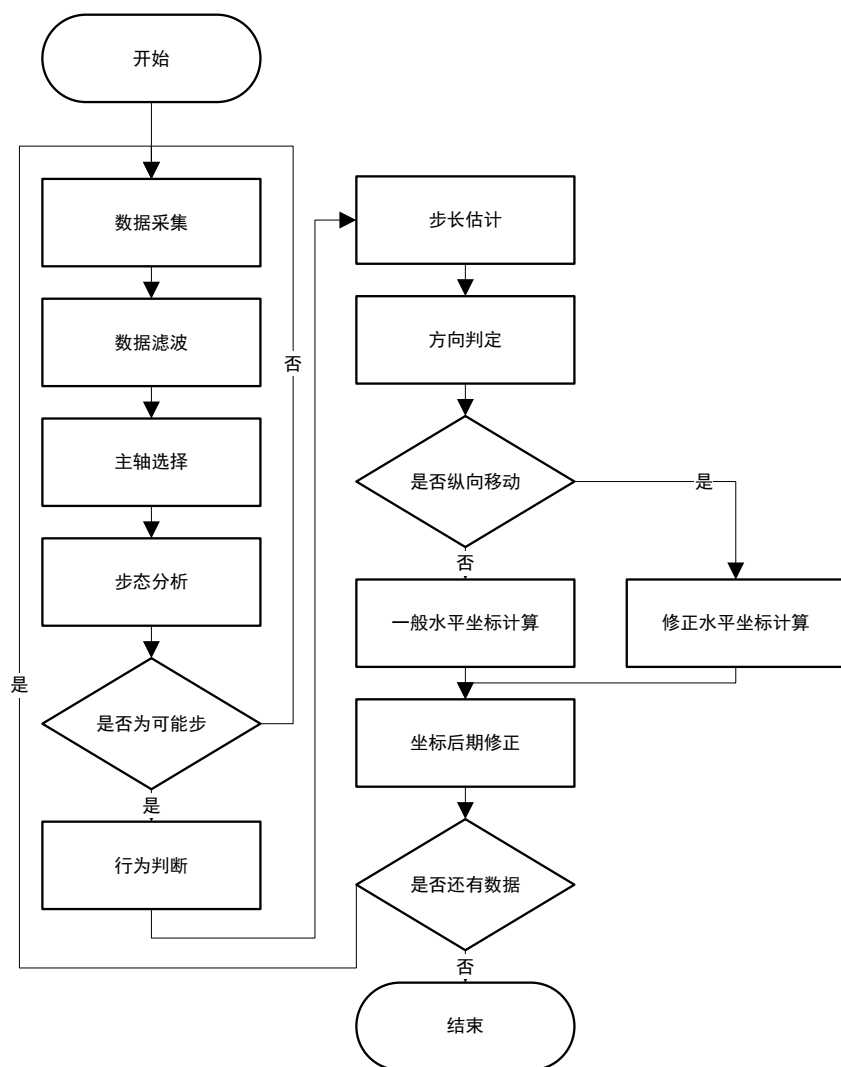 开始
数据采集
数据滤波
主轴选择
步态分析
是否为可能步
是
行为判断
否
是
步长估计
方向判定
是否纵向移动
是
否
一般水平坐标计算
修正水平坐标计算
坐标后期修正
是否还有数据
否
结束